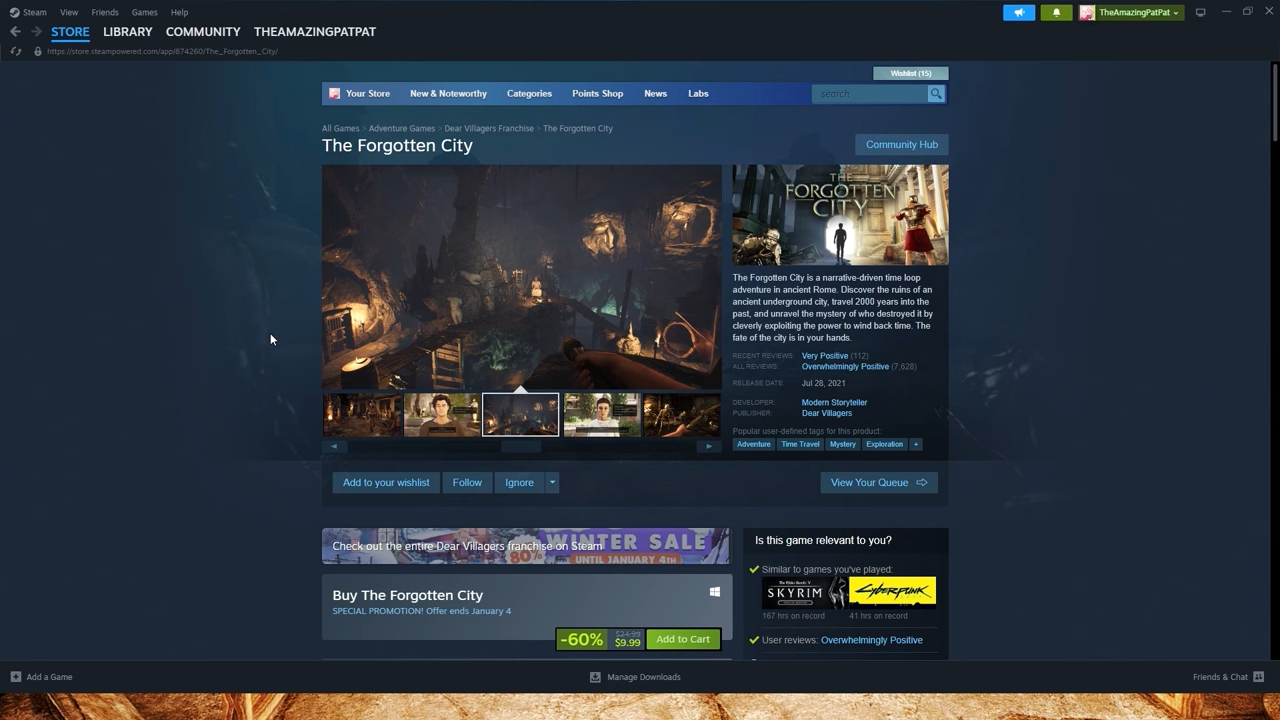 Steam View Friends Games Help
TheAmazingPatPat
STORE LIBRARY COMMUNITY THEAMAZINGPATPAT
https://store.steampowered.com/app/874260/The_Forgotten_City/
Wishlist (15)
Your Store New & Noteworthy Categories Points Shop News Labs
search
All Games > Adventure Games > Dear Villagers Franchise > The Forgotten City
The Forgotten City
Community Hub
THE
FORGOTTEN
CITY
The Forgotten City is a narrative-driven time loop
adventure in ancient Rome. Discover the ruins of an
ancient underground city, travel 2000 years into the
past, and unravel the mystery of who destroyed it by
cleverly exploiting the power to wind back time. The
fate of the city is in your hands.
RECENT REVIEWS: Very Positive (112)
ALL REVIEWS: Overwhelmingly Positive (7,628)
RELEASE DATE: Jul 28, 2021
DEVELOPER: Modern Storyteller
PUBLISHER: Dear Villagers
Popular user-defined tags for this product:
Adventure Time Travel Mystery Exploration +
Add to your wishlist Follow Ignore
View Your Queue
Check out the entire Dear Villagers franchise on Steam
WINTER SALE
80%
UNTIL JANUARY 4TH
Buy The Forgotten City
SPECIAL PROMOTION! Offer ends January 4
-60% $24.99 $9.99 Add to Cart
Is this game relevant to you?
Similar to games you've played:
The Elder Scrolls V
SKYRIM
CYBERPUNK
167 hrs on record 41 hrs on record
User reviews: Overwhelmingly Positive
Add a Game Manage Downloads Friends & Chat